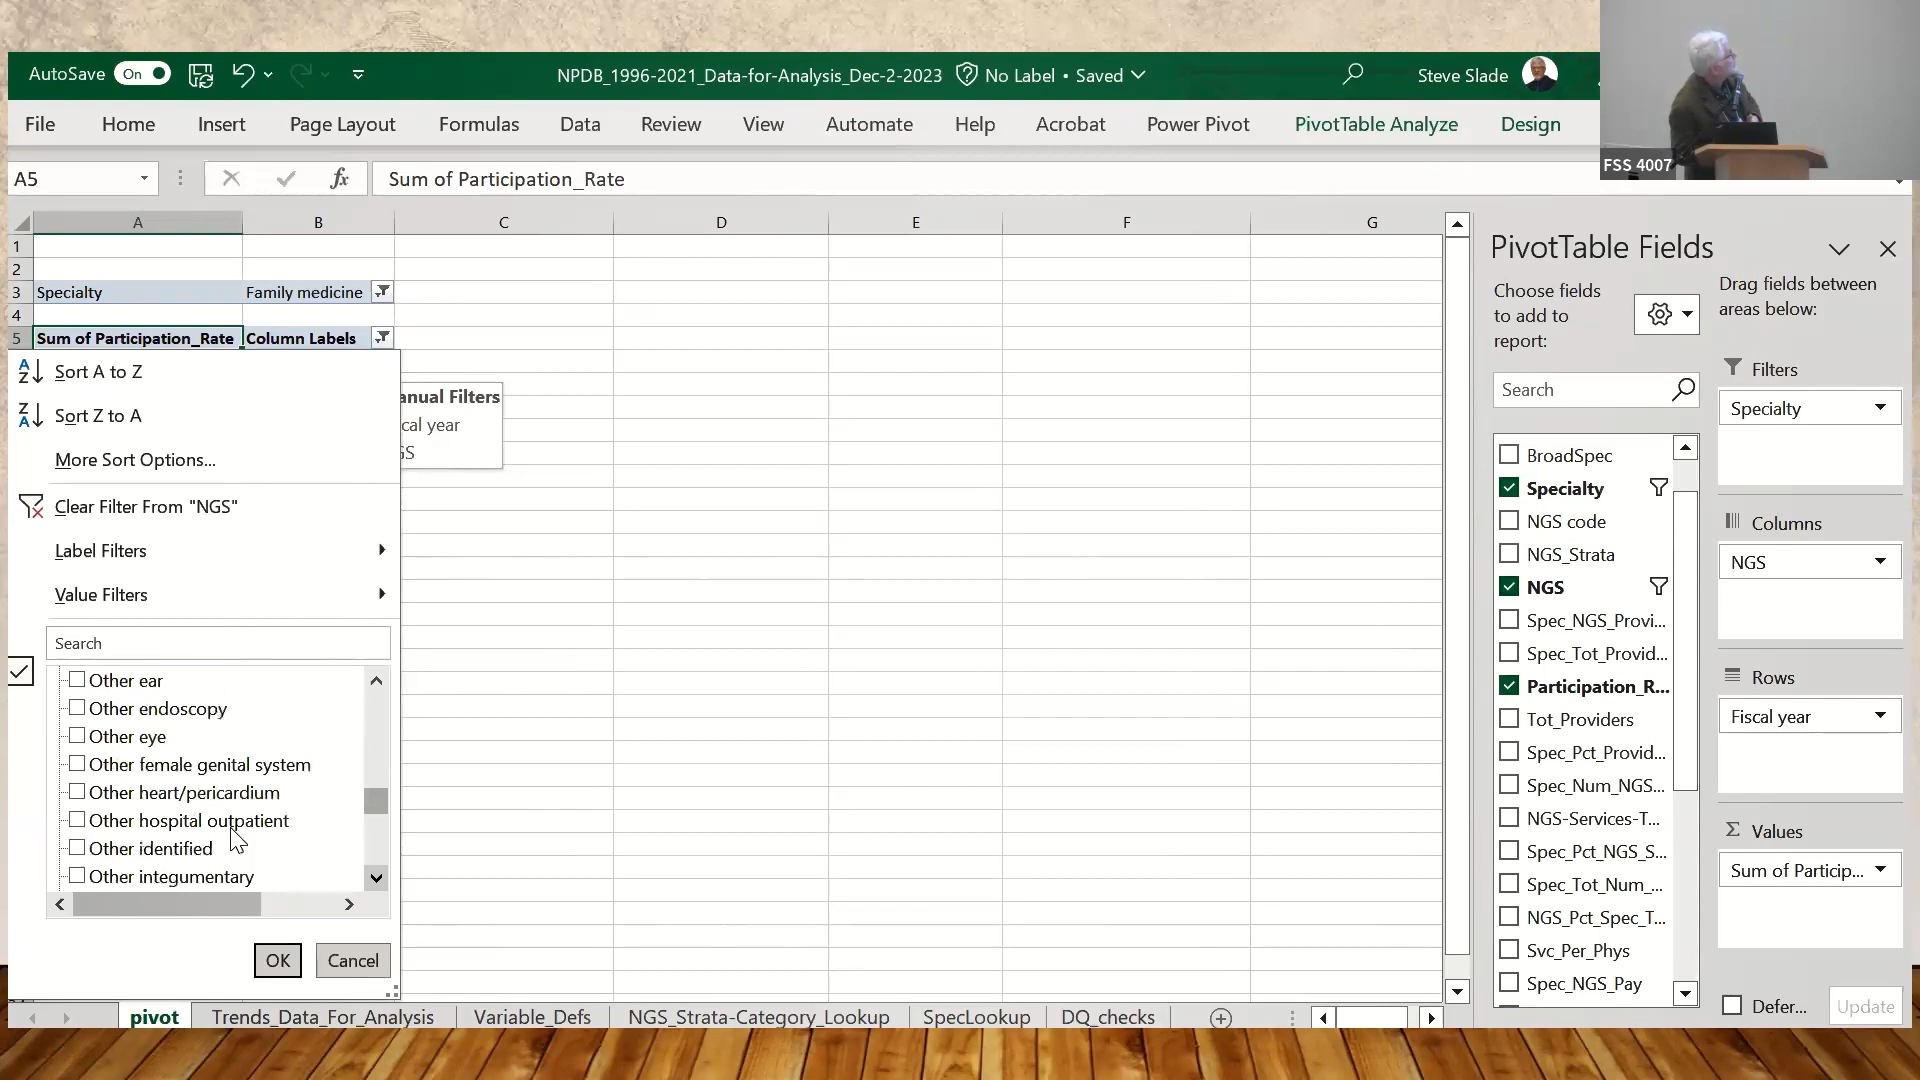 AutoSave On
NPDB_1996-2021_Data-for-Analysis_Dec-2-2023 No Label • Saved
Steve Slade
File Home Insert Page Layout Formulas Data Review View Automate Help Acrobat Power Pivot PivotTable Analyze Design
FSS 4007
A5 fx Sum of Participation_Rate
A B C D E F G
1
2
3 Specialty Family medicine
4
5 Sum of Participation_Rate Column Labels
Sort A to Z
Sort Z to A
More Sort Options...
Clear Filter From "NGS"
Label Filters
Value Filters
Search
Other ear
Other endoscopy
Other eye
Other female genital system
Other heart/pericardium
Other hospital outpatient
Other identified
Other integumentary
OK Cancel
anual Filters
cal year
GS
PivotTable Fields
Choose fields
to add to
report:
Search
BroadSpec
Specialty
NGS code
NGS_Strata
NGS
Spec_NGS_Provi...
Spec_Tot_Provid...
Participation_R...
Tot_Providers
Spec_Pct_Provid...
Spec_Num_NGS...
NGS-Services-T...
Spec_Pct_NGS_S...
Spec_Tot_Num_...
NGS_Pct_Spec_T...
Svc_Per_Phys
Spec_NGS_Pay
Drag fields between
areas below:
Filters
Specialty
Columns
NGS
Rows
Fiscal year
Σ Values
Sum of Particip...
Defer... Update
pivot Trends_Data_For_Analysis Variable_Defs NGS_Strata-Category_Lookup SpecLookup DQ_checks